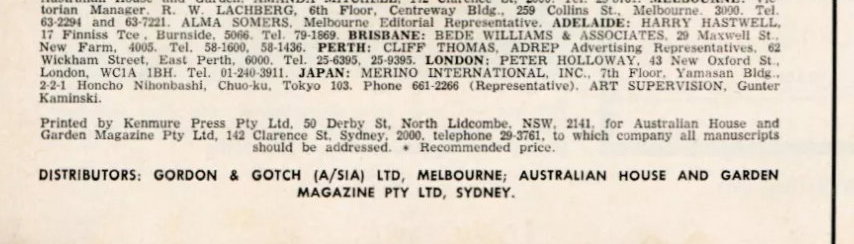 torian Manager. R. W. LACHBERG, 6th Floor, Centreway Bldg., 259 Collins St., Melbourne. 3000. Tel.
63-2294 and 63-7221. ALMA SOMERS, Melbourne Editorial Representative. ADELAIDE: HARRY HASTWELL,
17 Finniss Tce., Burnside, 5066. Tel. 79-1869. BRISBANE: BEDE WILLIAMS & ASSOCIATES, 29 Maxwell St.,
New Farm, 4005. Tel. 58-1600, 58-1436. PERTH: CLIFF THOMAS, ADREP Advertising Representatives, 62
Wickham Street, East Perth, 6000. Tel. 25-6395, 25-9395. LONDON: PETER HOLLOWAY, 43 New Oxford St.,
London, WC1A 1BH. Tel. 01-240-3911. JAPAN: MERINO INTERNATIONAL, INC., 7th Floor, Yamasan Bldg.,
2-2-1 Honcho Nihonbashi, Chuo-ku, Tokyo 103. Phone 661-2266 (Representative). ART SUPERVISION, Gunter
Kaminski.
Printed by Kenmure Press Pty Ltd, 50 Derby St, North Lidcombe, NSW, 2141, for Australian House and
Garden Magazine Pty Ltd, 142 Clarence St, Sydney, 2000, telephone 29-3761, to which company all manuscripts
should be addressed. * Recommended price.
DISTRIBUTORS: GORDON & GOTCH (A/SIA) LTD, MELBOURNE; AUSTRALIAN HOUSE AND GARDEN
MAGAZINE PTY LTD, SYDNEY.